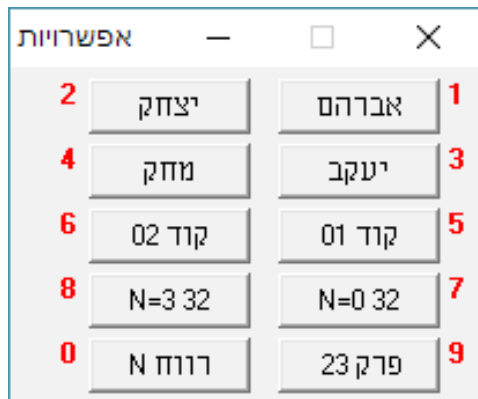 אפשרויות
1 אברהם 2 יצחק
3 יעקב 4 מחק
5 קוד 01 6 קוד 02
7 N=0 32 8 N=3 32
9 פרק 23 0 רווח N